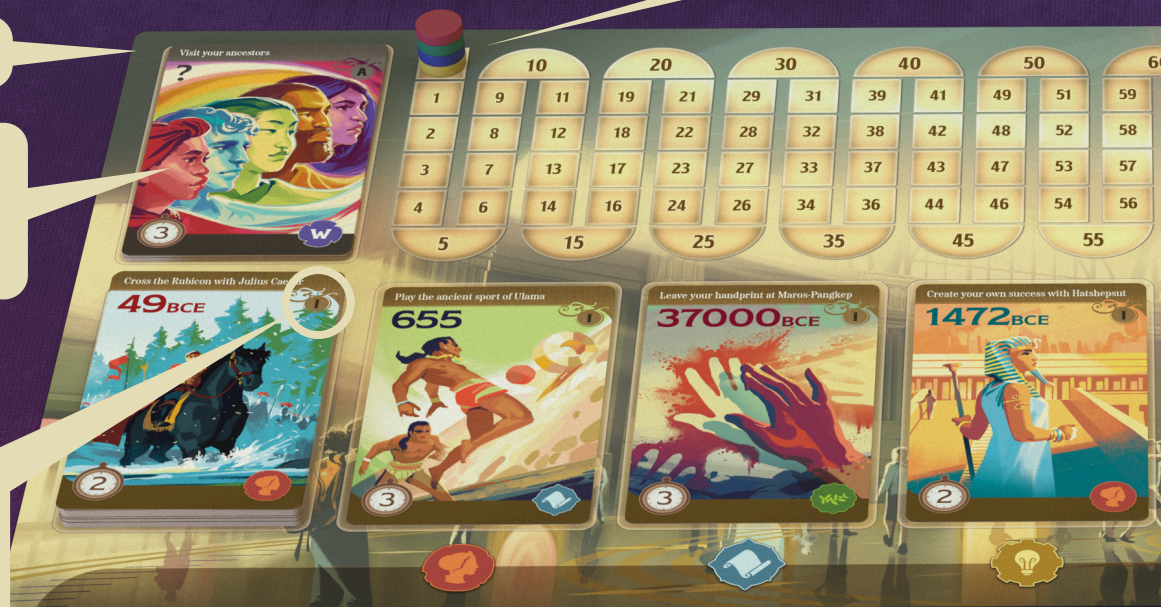 Visit your ancestors
?
A
3
W
10 20 30 40 50 60
1 9 11 19 21 29 31 39 41 49 51 59
2 8 12 18 22 28 32 38 42 48 52 58
3 7 13 17 23 27 33 37 43 47 53 57
4 6 14 16 24 26 34 36 44 46 54 56
5 15 25 35 45 55
Cross the Rubicon with Julius
I
49BCE
2
Play the ancient sport of Ulama
I
655
3
Leave your handprint at Maros-Pangkep
I
37000BCE
3
Create your own success with Hatshepsut
I
1472BCE
2